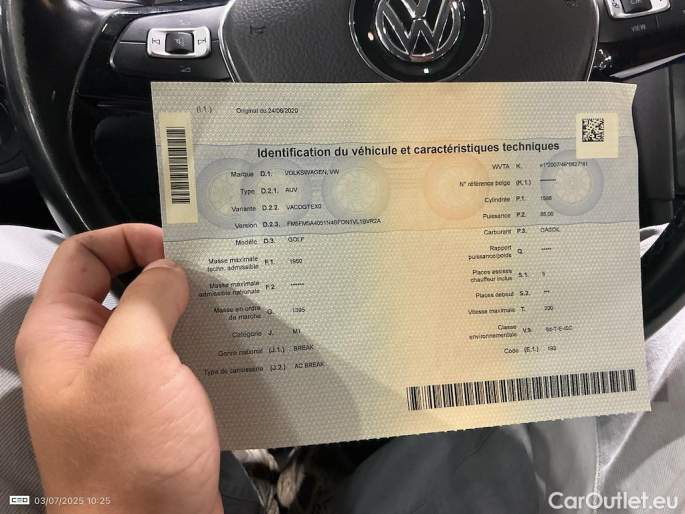 VIEW
(I.1.) Original du 24/06/2020
Identification du véhicule et caractéristiques techniques
Marque D.1. VOLKSWAGEN, VW
Type D.2.1. AUV
Variante D.2.2.
Version D.2.3.
Modèle D.3. GOLF
Masse maximale
techn. admissible F.1. 1950
Masse maximale
admissible nationale F.2. ******
Masse en ordre
de marche G. 1395
Catégorie J. M1
Genre national (J.1.) BREAK
Type de carrosserie (J.2.) AC BREAK
WVTA K.
N° référence belge (K.1.)
Cylindrée P.1. 1598
Puissance P.2. 85,00
Carburant P.3. GASOIL
Rapport
puissance/poids Q. *****
Places assises
chauffeur inclus S.1. 5
Places debout S.2. ***
Vitesse maximale T. 200
Classe
environnementale V.9.
Code (E.1.)
03/07/2025 10:25
CarOutlet.eu